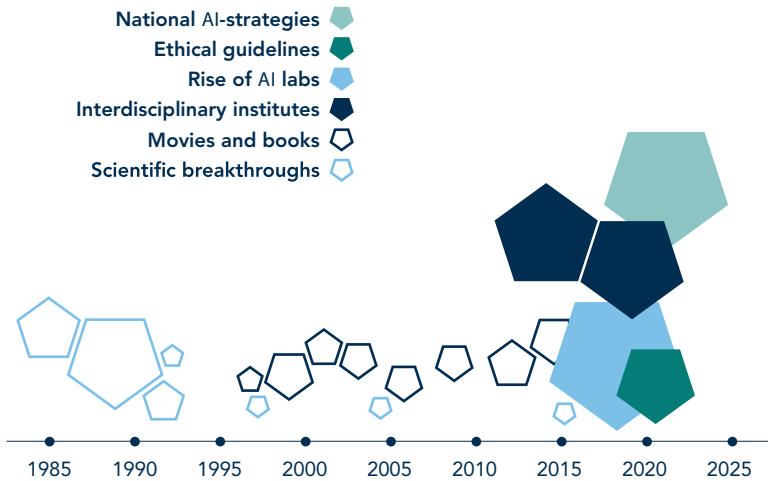 National AI-strategies
Ethical guidelines
Rise of AI labs
Interdisciplinary institutes
Movies and books
Scientific breakthroughs
1985 1990 1995 2000 2005 2010 2015 2020 2025